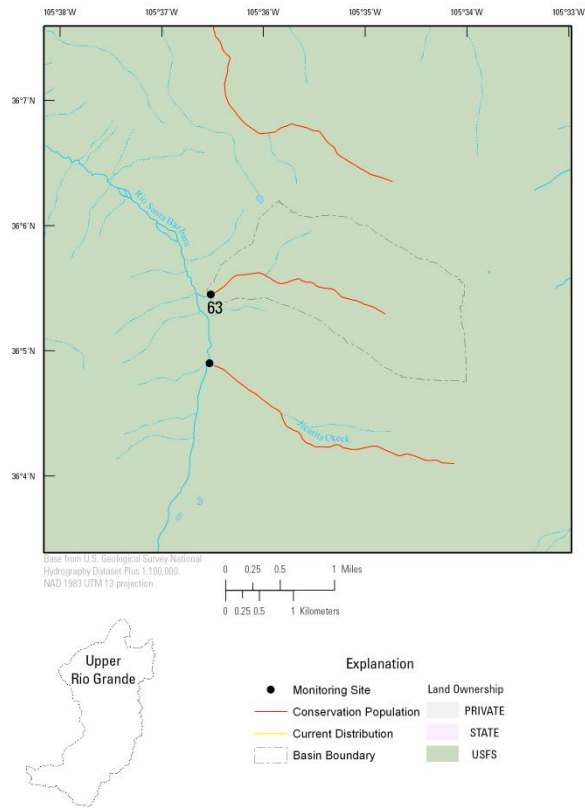 105°38'W 105°37'W 105°36'W 105°35'W 105°34'W 105°33'W
36°7'N
36°6'N
Rio Santa Barbara
63
36°5'N
Jicarita Creek
36°4'N
Base from U.S. Geological Survey National
Hydrography Dataset Plus 1:100,000.
NAD 1983 UTM 13 projection
0 0.25 0.5 1 Miles
0 0.25 0.5 1 Kilometers
Upper
Rio Grande
Explanation
Monitoring Site
Conservation Population
Current Distribution
Basin Boundary
Land Ownership
PRIVATE
STATE
USFS